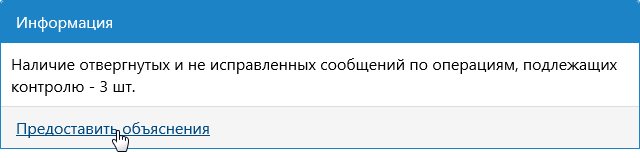 Информация
Наличие отвергнутых и не исправленных сообщений по операциям, подлежащих
контролю - 3 шт.
Предоставить объяснения